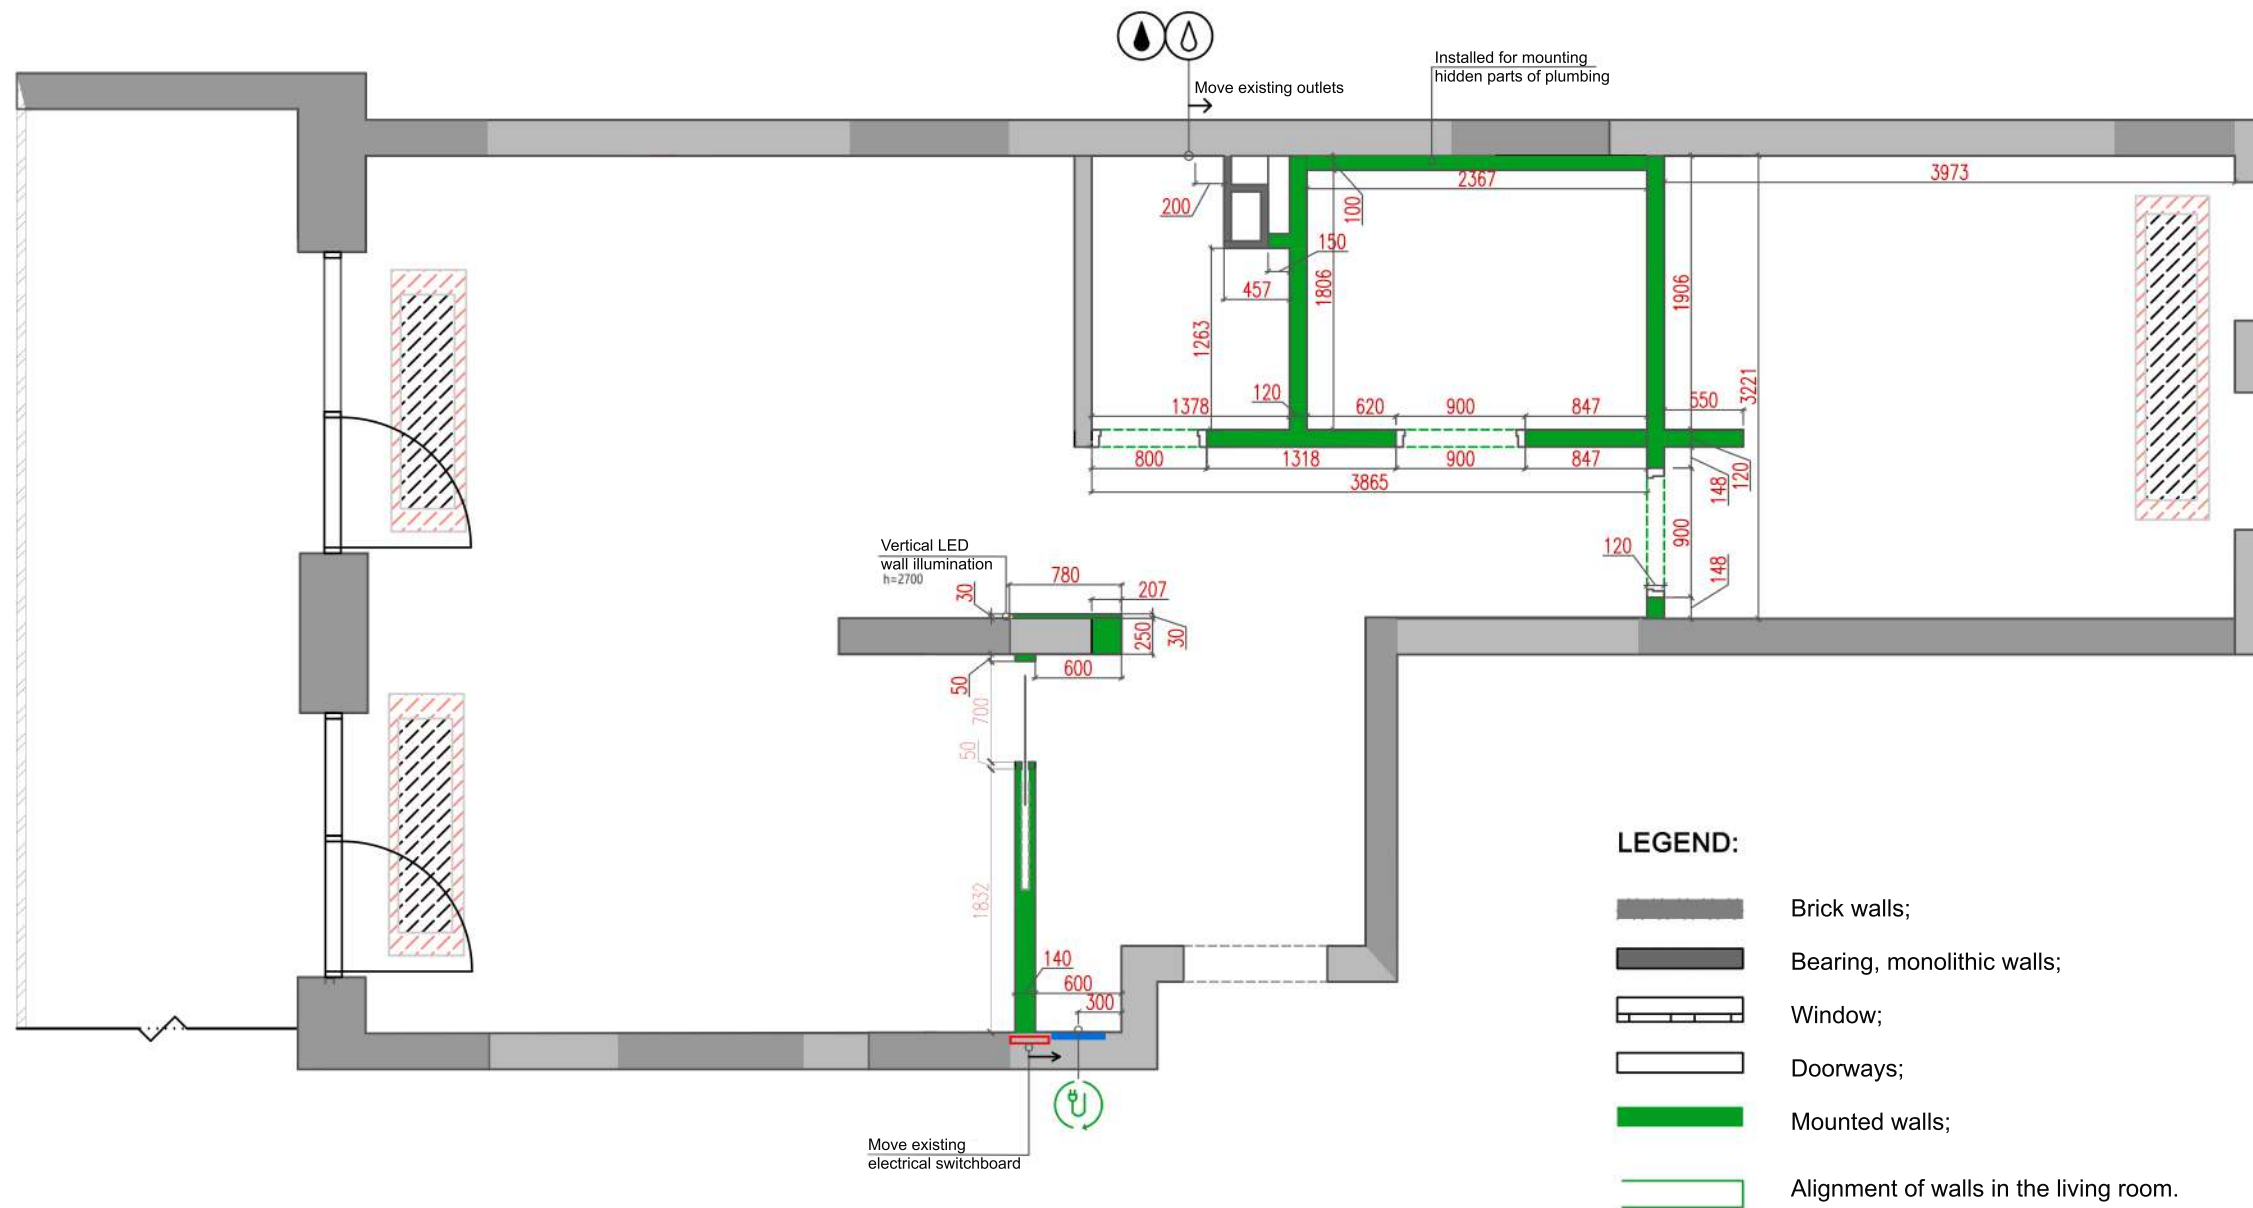 Installed for mounting
hidden parts of plumbing
Move existing outlets
2367
3973
200
100
150
457
1806
1906
1263
3221
1378
120
620
900
847
550
800
1318
900
847
3865
148
120
900
120
148
Vertical LED
wall illumination
h=2700
30
780
207
250
30
50
600
700
50
1832
140
600
300
Move existing
electrical switchboard
LEGEND:
Brick walls;
Bearing, monolithic walls;
Window;
Doorways;
Mounted walls;
Alignment of walls in the living room.